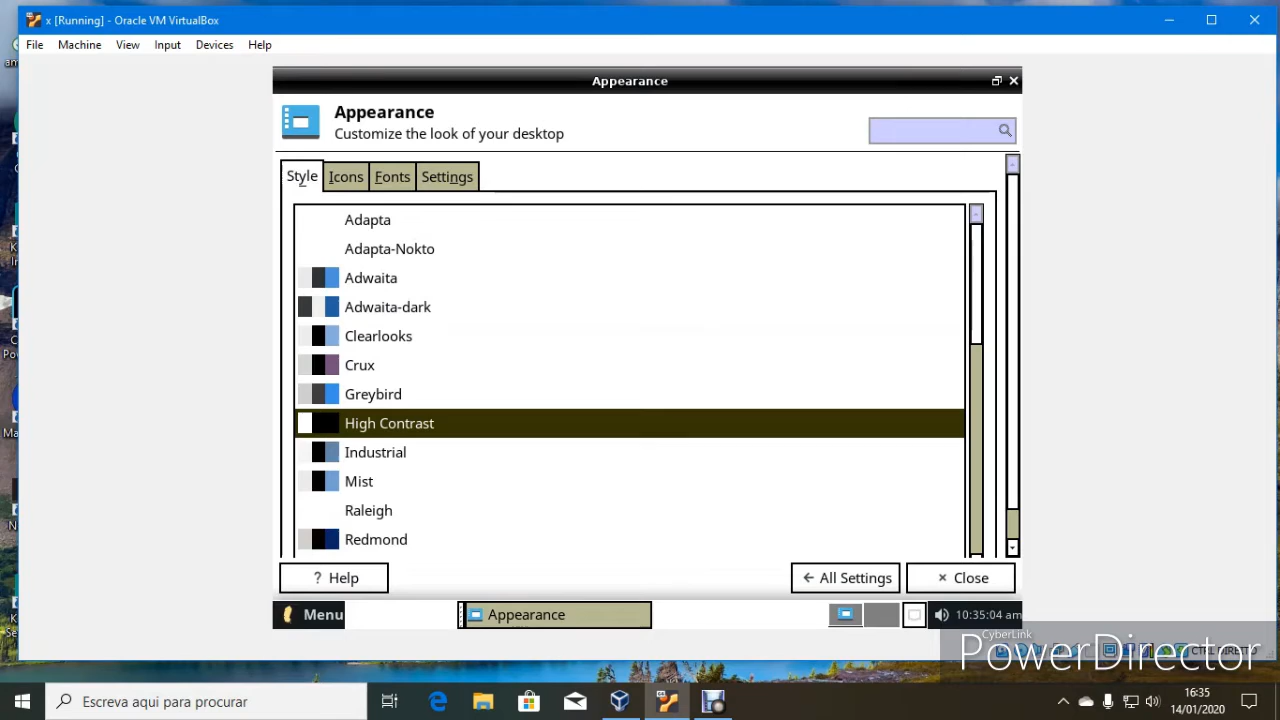 x [Running] - Oracle VM VirtualBox
File Machine View Input Devices Help
Appearance
Appearance
Customize the look of your desktop
Style Icons Fonts Settings
Adapta
Adapta-Nokto
Adwaita
Adwaita-dark
Clearlooks
Crux
Greybird
High Contrast
Industrial
Mist
Raleigh
Redmond
? Help
All Settings
Close
Menu
Appearance
10:35:04 am
CyberLink
PowerDirector
CTRL DIREITO
Escreva aqui para procurar
16:35
14/01/2020